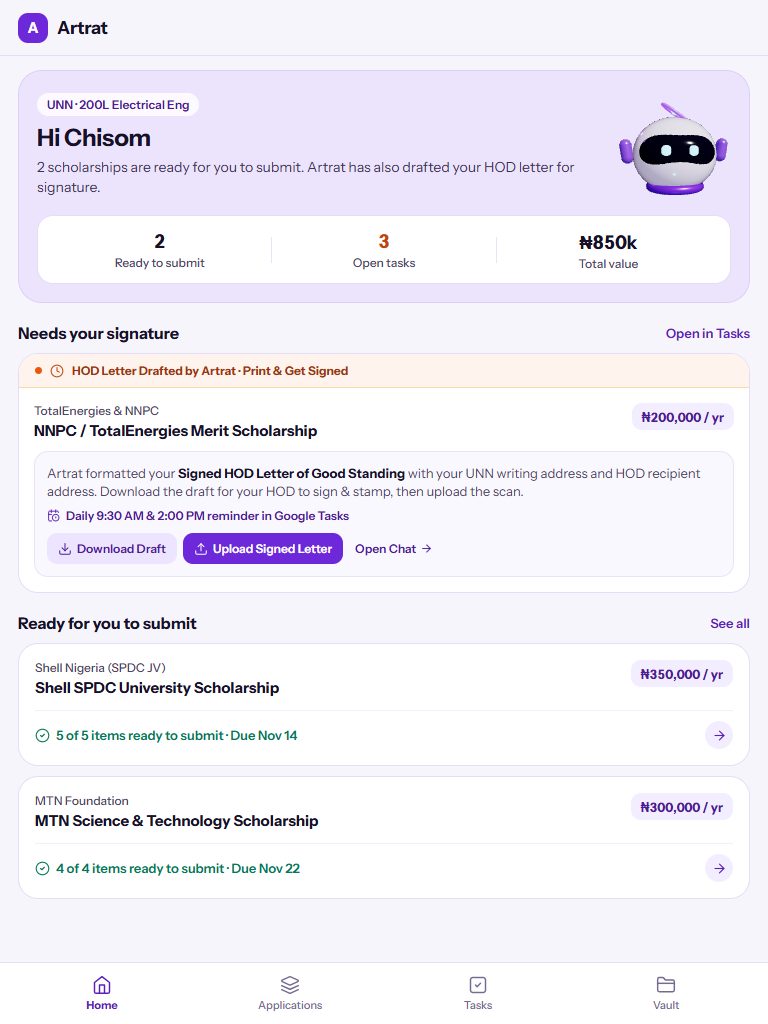 A
Artrat
UNN · 200L Electrical Eng
Hi Chisom
2 scholarships are ready for you to submit. Artrat has also drafted your HOD letter for
signature.
2
Ready to submit
3
Open tasks
₦850k
Total value
Needs your signature
Open in Tasks
HOD Letter Drafted by Artrat · Print & Get Signed
TotalEnergies & NNPC
NNPC / TotalEnergies Merit Scholarship
₦200,000 / yr
Artrat formatted your Signed HOD Letter of Good Standing with your UNN writing address and HOD recipient
address. Download the draft for your HOD to sign & stamp, then upload the scan.
Daily 9:30 AM & 2:00 PM reminder in Google Tasks
Download Draft
Upload Signed Letter
Open Chat →
Ready for you to submit
See all
Shell Nigeria (SPDC JV)
Shell SPDC University Scholarship
₦350,000 / yr
5 of 5 items ready to submit · Due Nov 14
MTN Foundation
MTN Science & Technology Scholarship
₦300,000 / yr
4 of 4 items ready to submit · Due Nov 22
Home
Applications
Tasks
Vault